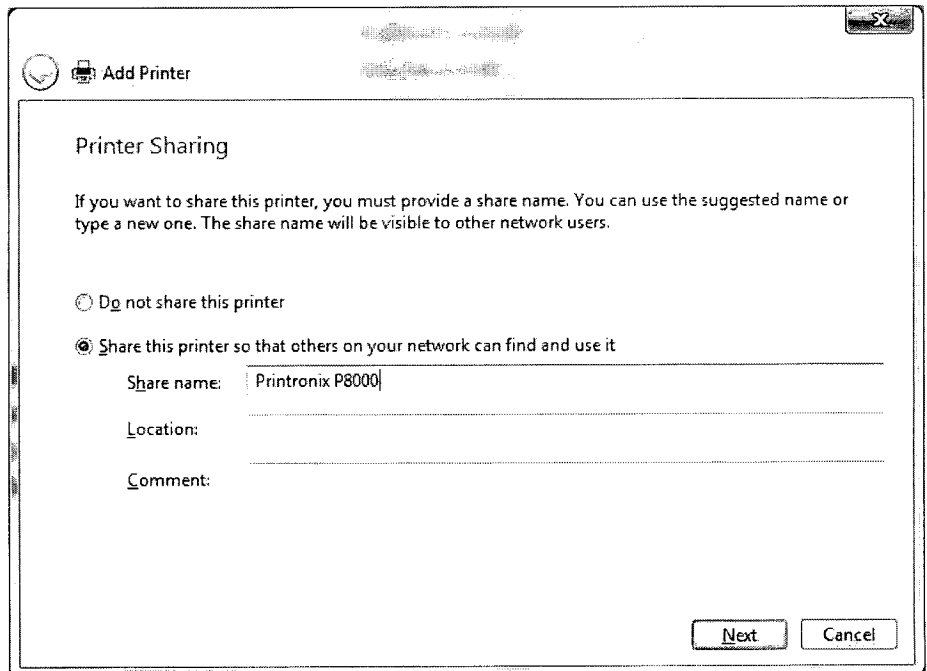 Add Printer
Printer Sharing
If you want to share this printer, you must provide a share name. You can use the suggested name or
type a new one. The share name will be visible to other network users.
Do not share this printer
Share this printer so that others on your network can find and use it
Share name: Printronix P8000
Location:
Comment:
Next Cancel